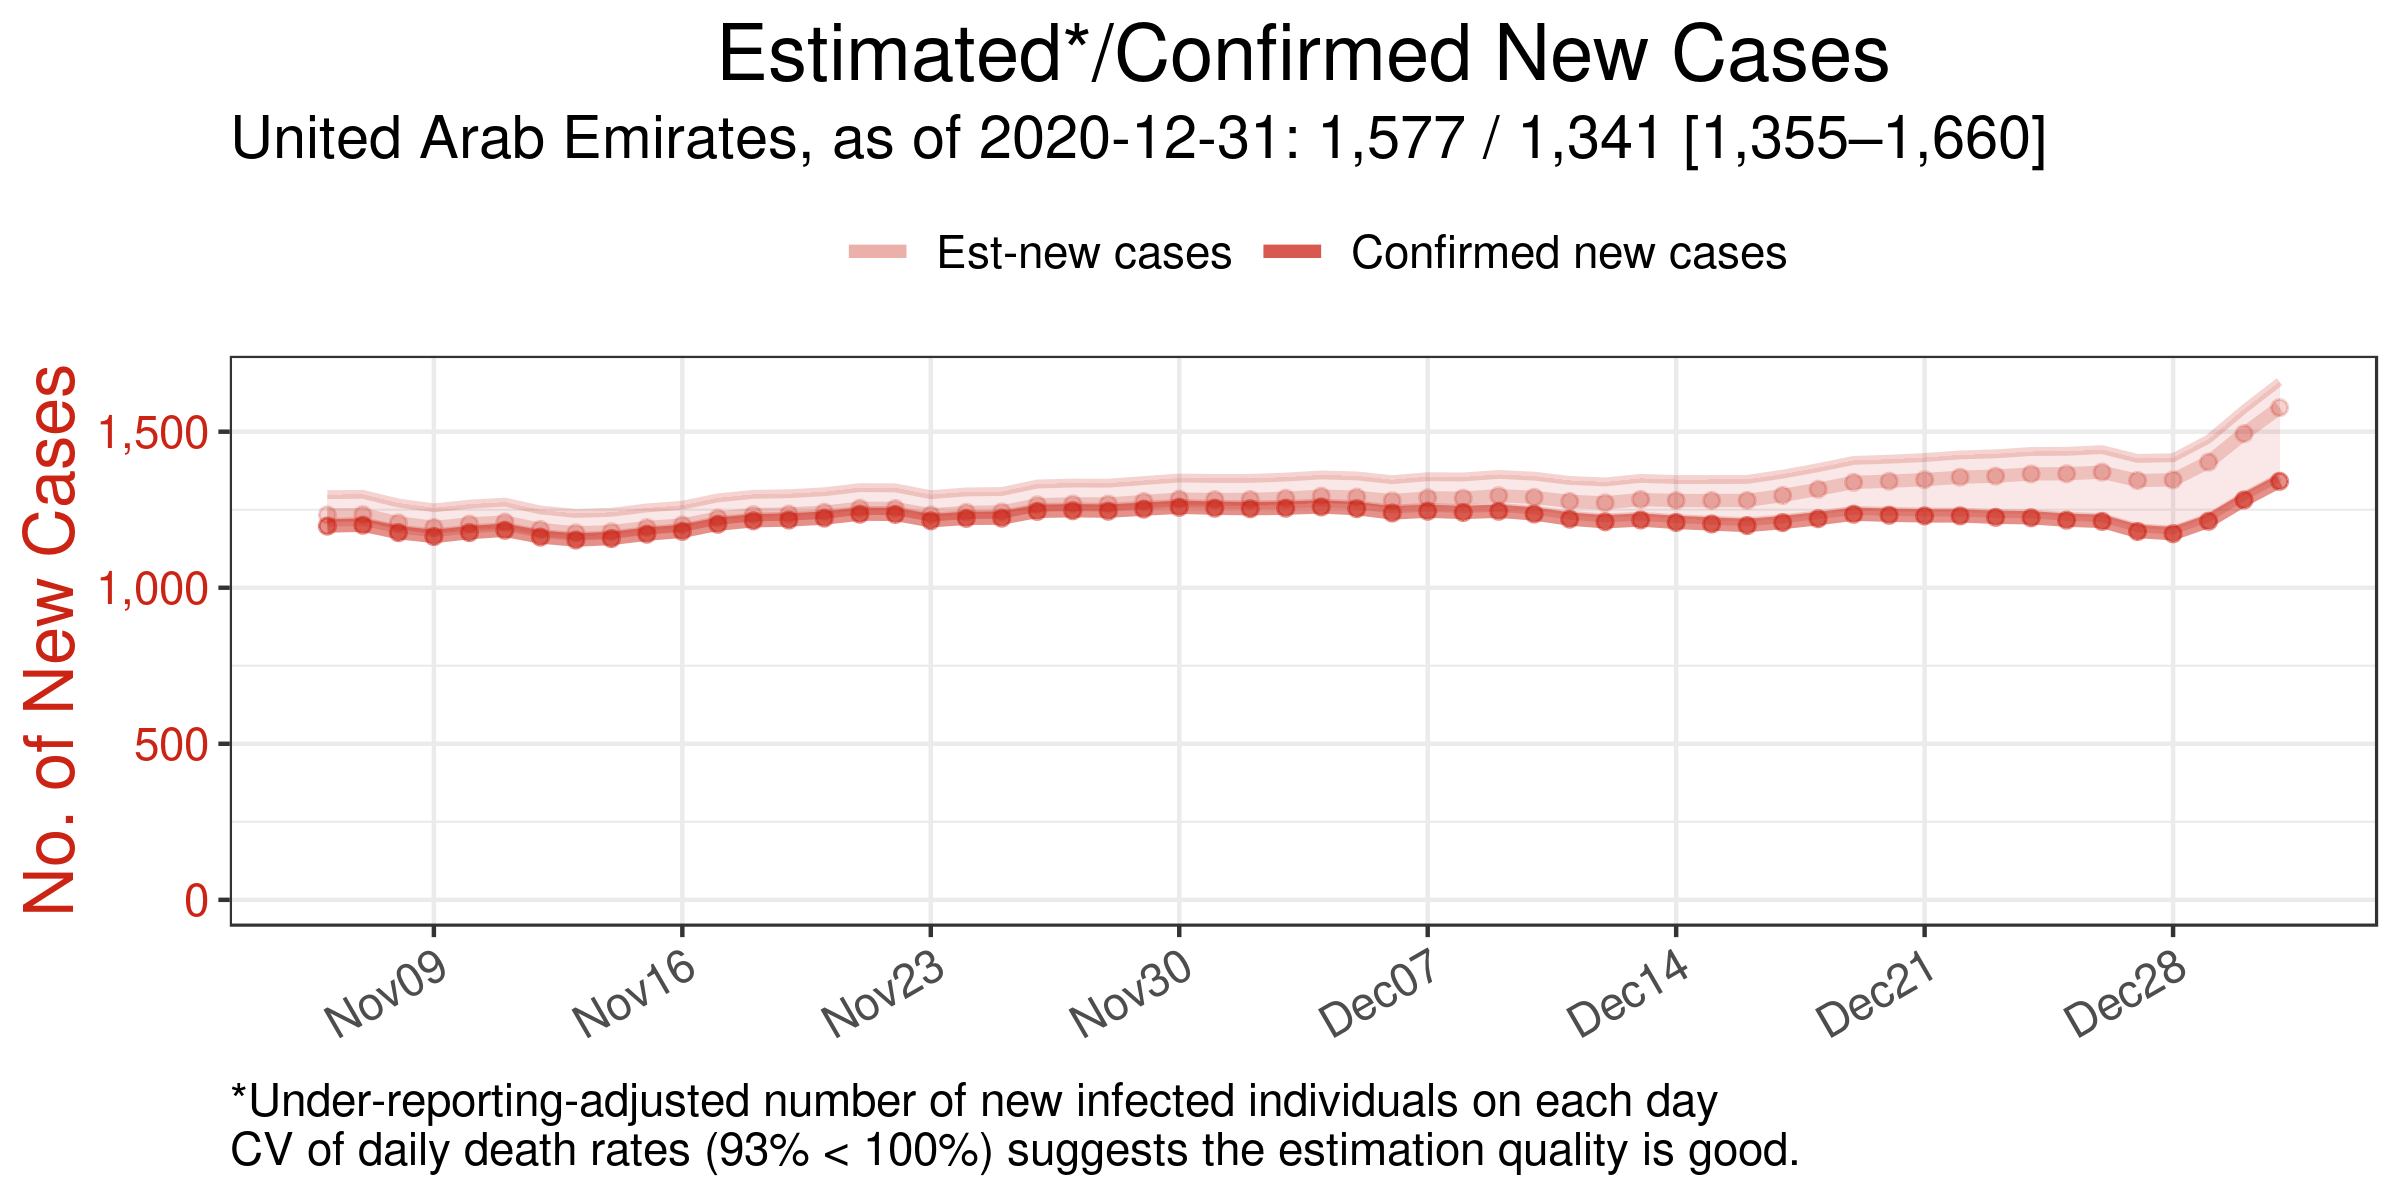 Estimated*/Confirmed New Cases
United Arab Emirates, as of 2020-12-31: 1,577 / 1,341 [1,355–1,660]
Est-new cases Confirmed new cases
No. of New Cases
1,500
1,000
500
0
Nov09 Nov16 Nov23 Nov30 Dec07 Dec14 Dec21 Dec28
*Under-reporting-adjusted number of new infected individuals on each day
CV of daily death rates (93% < 100%) suggests the estimation quality is good.